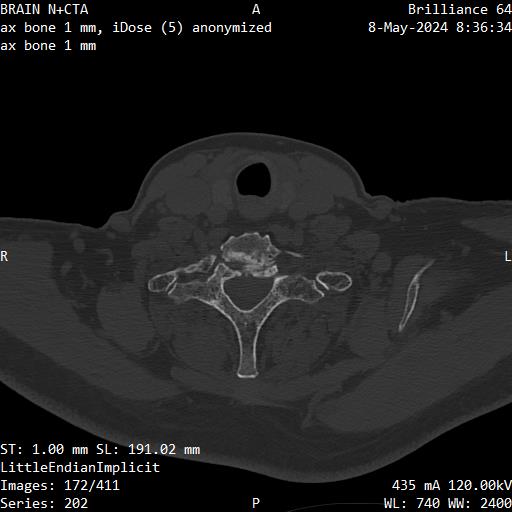 BRAIN N+CTA
ax bone 1 mm, iDose (5) anonymized
ax bone 1 mm
A
Brilliance 64
8-May-2024 8:36:34
R
L
ST: 1.00 mm SL: 191.02 mm
LittleEndianImplicit
Images: 172/411
Series: 202
P
435 mA 120.00kV
WL: 740 WW: 2400